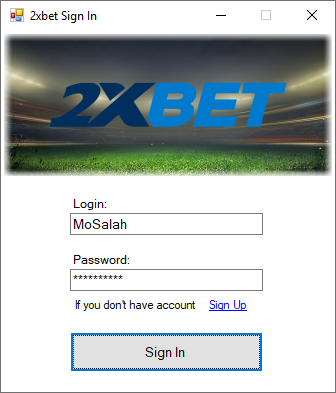 2xbet Sign In
2XBET
Login:
MoSalah
Password:
**********
If you don't have account Sign Up
Sign In